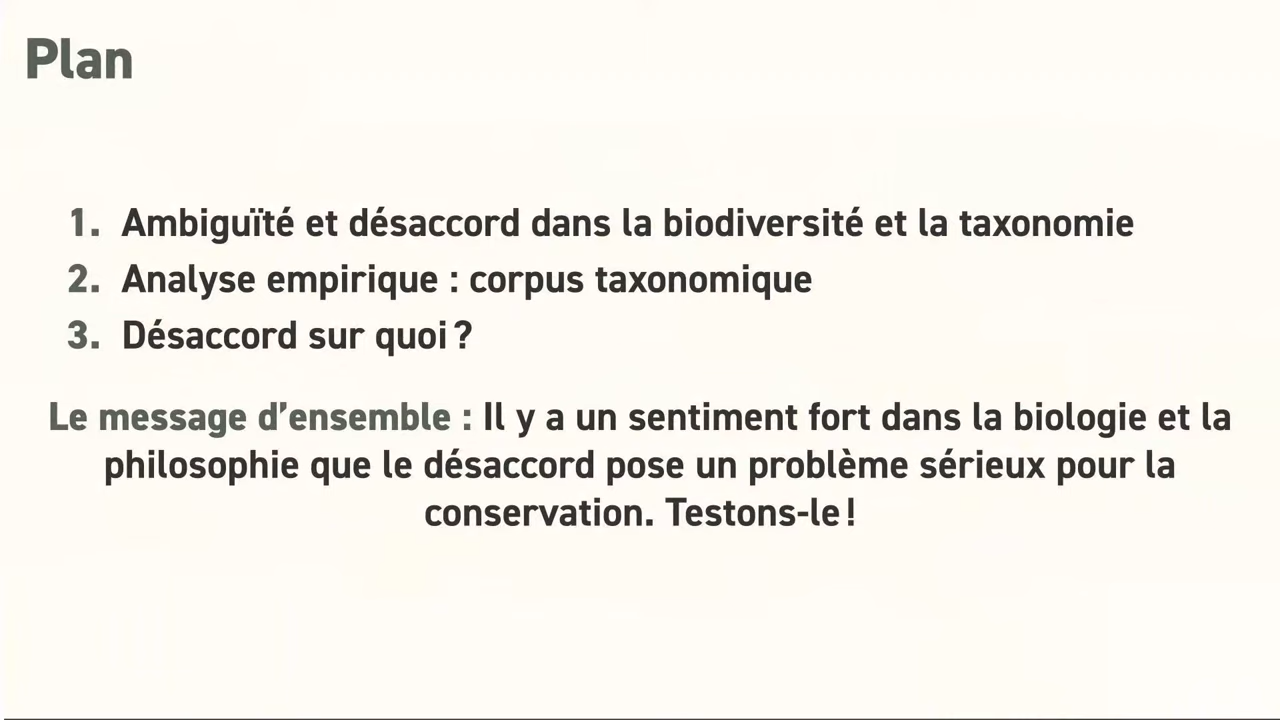 Plan
1. Ambiguïté et désaccord dans la biodiversité et la taxonomie
2. Analyse empirique : corpus taxonomique
3. Désaccord sur quoi ?
Le message d’ensemble : Il y a un sentiment fort dans la biologie et la
philosophie que le désaccord pose un problème sérieux pour la
conservation. Testons-le !